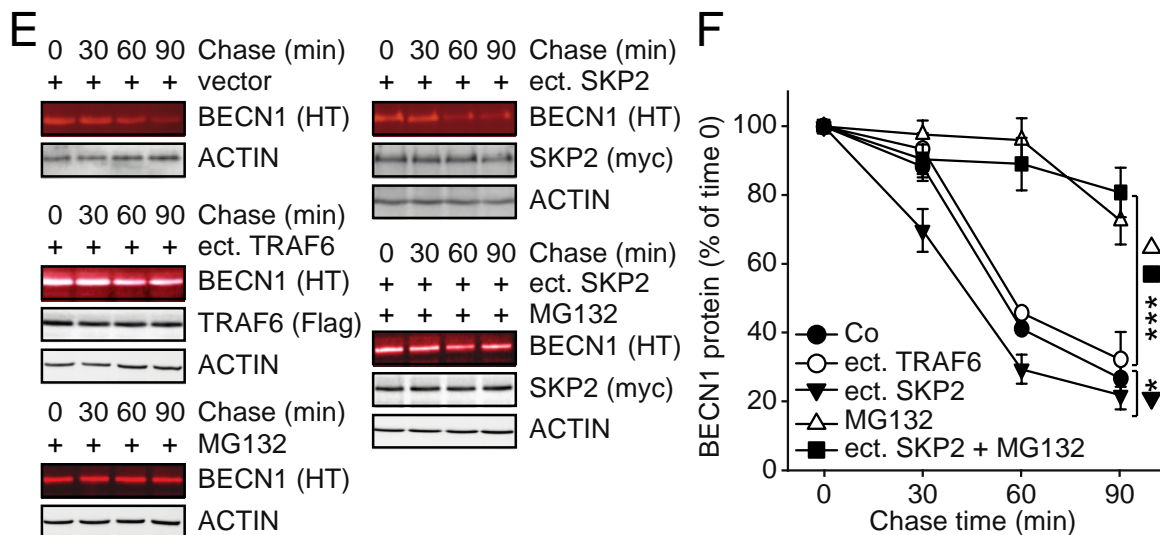 E
0 30 60 90 Chase (min)
+ + + + vector
BECN1 (HT)
ACTIN
0 30 60 90 Chase (min)
+ + + + ect. TRAF6
BECN1 (HT)
TRAF6 (Flag)
ACTIN
0 30 60 90 Chase (min)
+ + + + MG132
BECN1 (HT)
ACTIN
0 30 60 90 Chase (min)
+ + + + ect. SKP2
BECN1 (HT)
SKP2 (myc)
ACTIN
0 30 60 90 Chase (min)
+ + + + ect. SKP2
+ + + + MG132
BECN1 (HT)
SKP2 (myc)
ACTIN
F
BECN1 protein (% of time 0)
100
80
60
40
20
0
Co
ect. TRAF6
ect. SKP2
MG132
ect. SKP2 + MG132
***
*
0 30 60 90
Chase time (min)